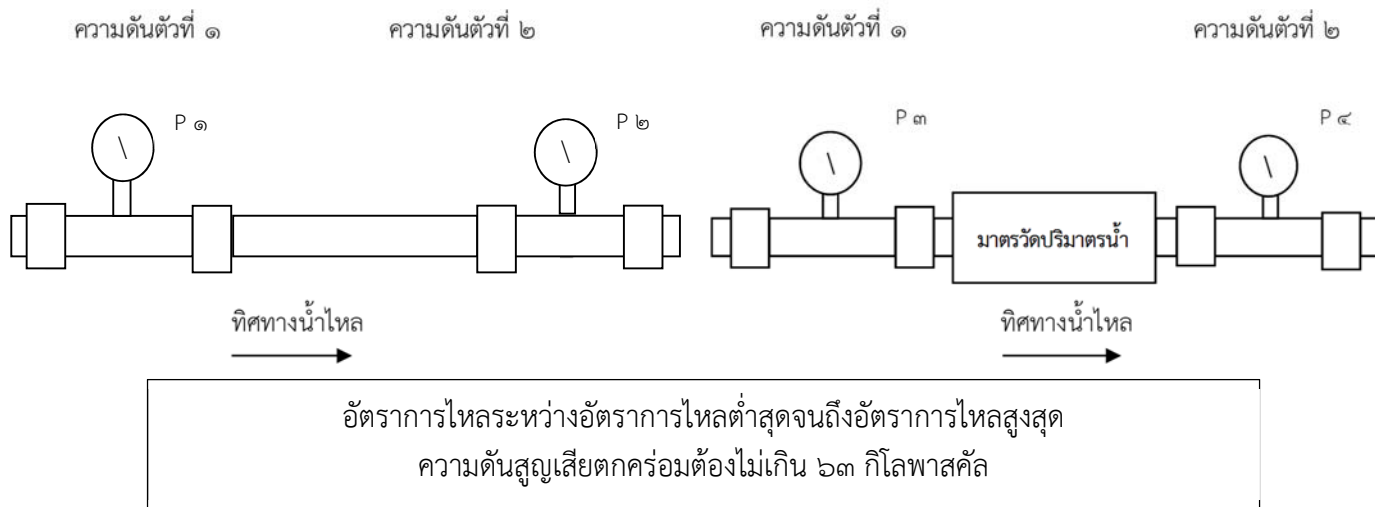 ความดันตัวที่ ๑ ความดันตัวที่ ๒ ความดันตัวที่ ๑ ความดันตัวที่ ๒
P ๑ P ๒ P ๓ P ๔
มาตรวัดปริมาตรน้ำ
ทิศทางน้ำไหล ทิศทางน้ำไหล
อัตราการไหลระหว่างอัตราการไหลต่ำสุดจนถึงอัตราการไหลสูงสุด
ความดันสูญเสียตกคร่อมต้องไม่เกิน ๖๓ กิโลพาสคัล